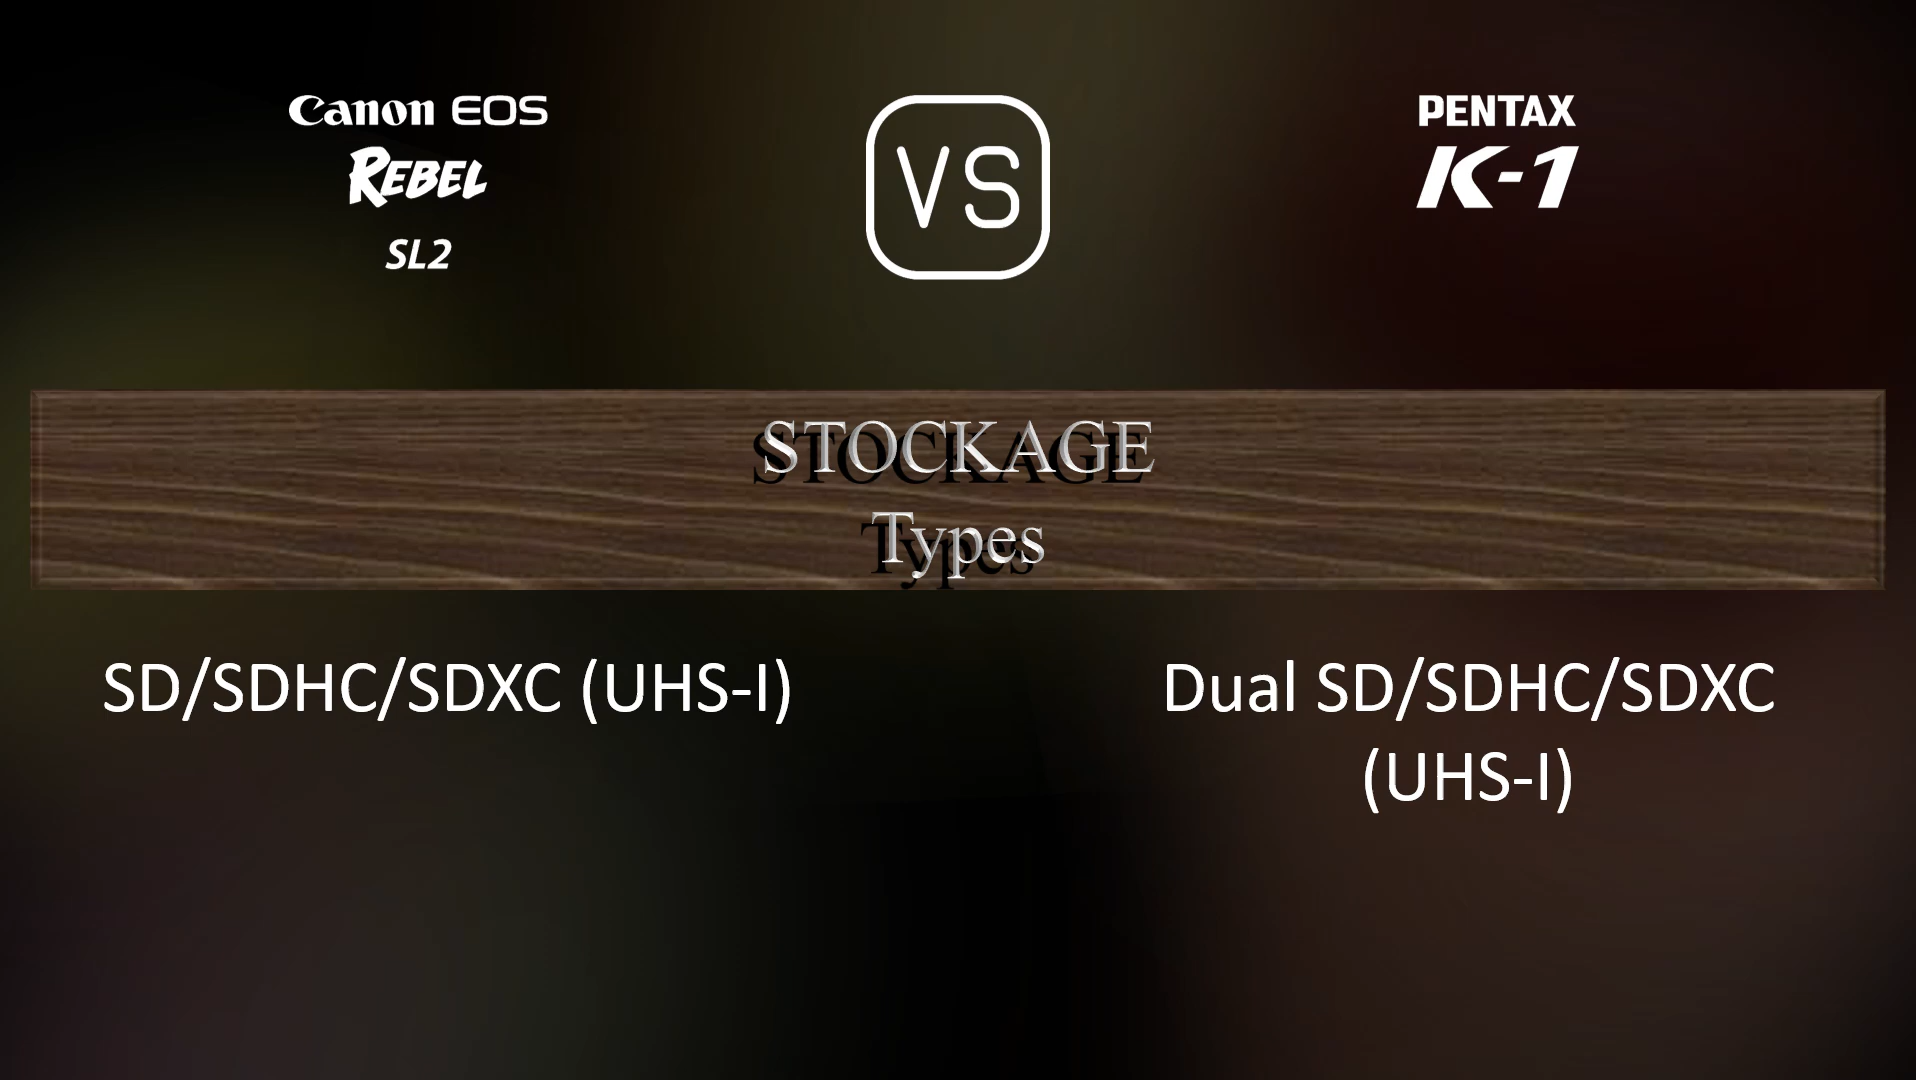 Canon EOS
REBEL
SL2
VS
PENTAX
K-1
STOCKAGE
Types
SD/SDHC/SDXC (UHS-I)
Dual SD/SDHC/SDXC
(UHS-I)